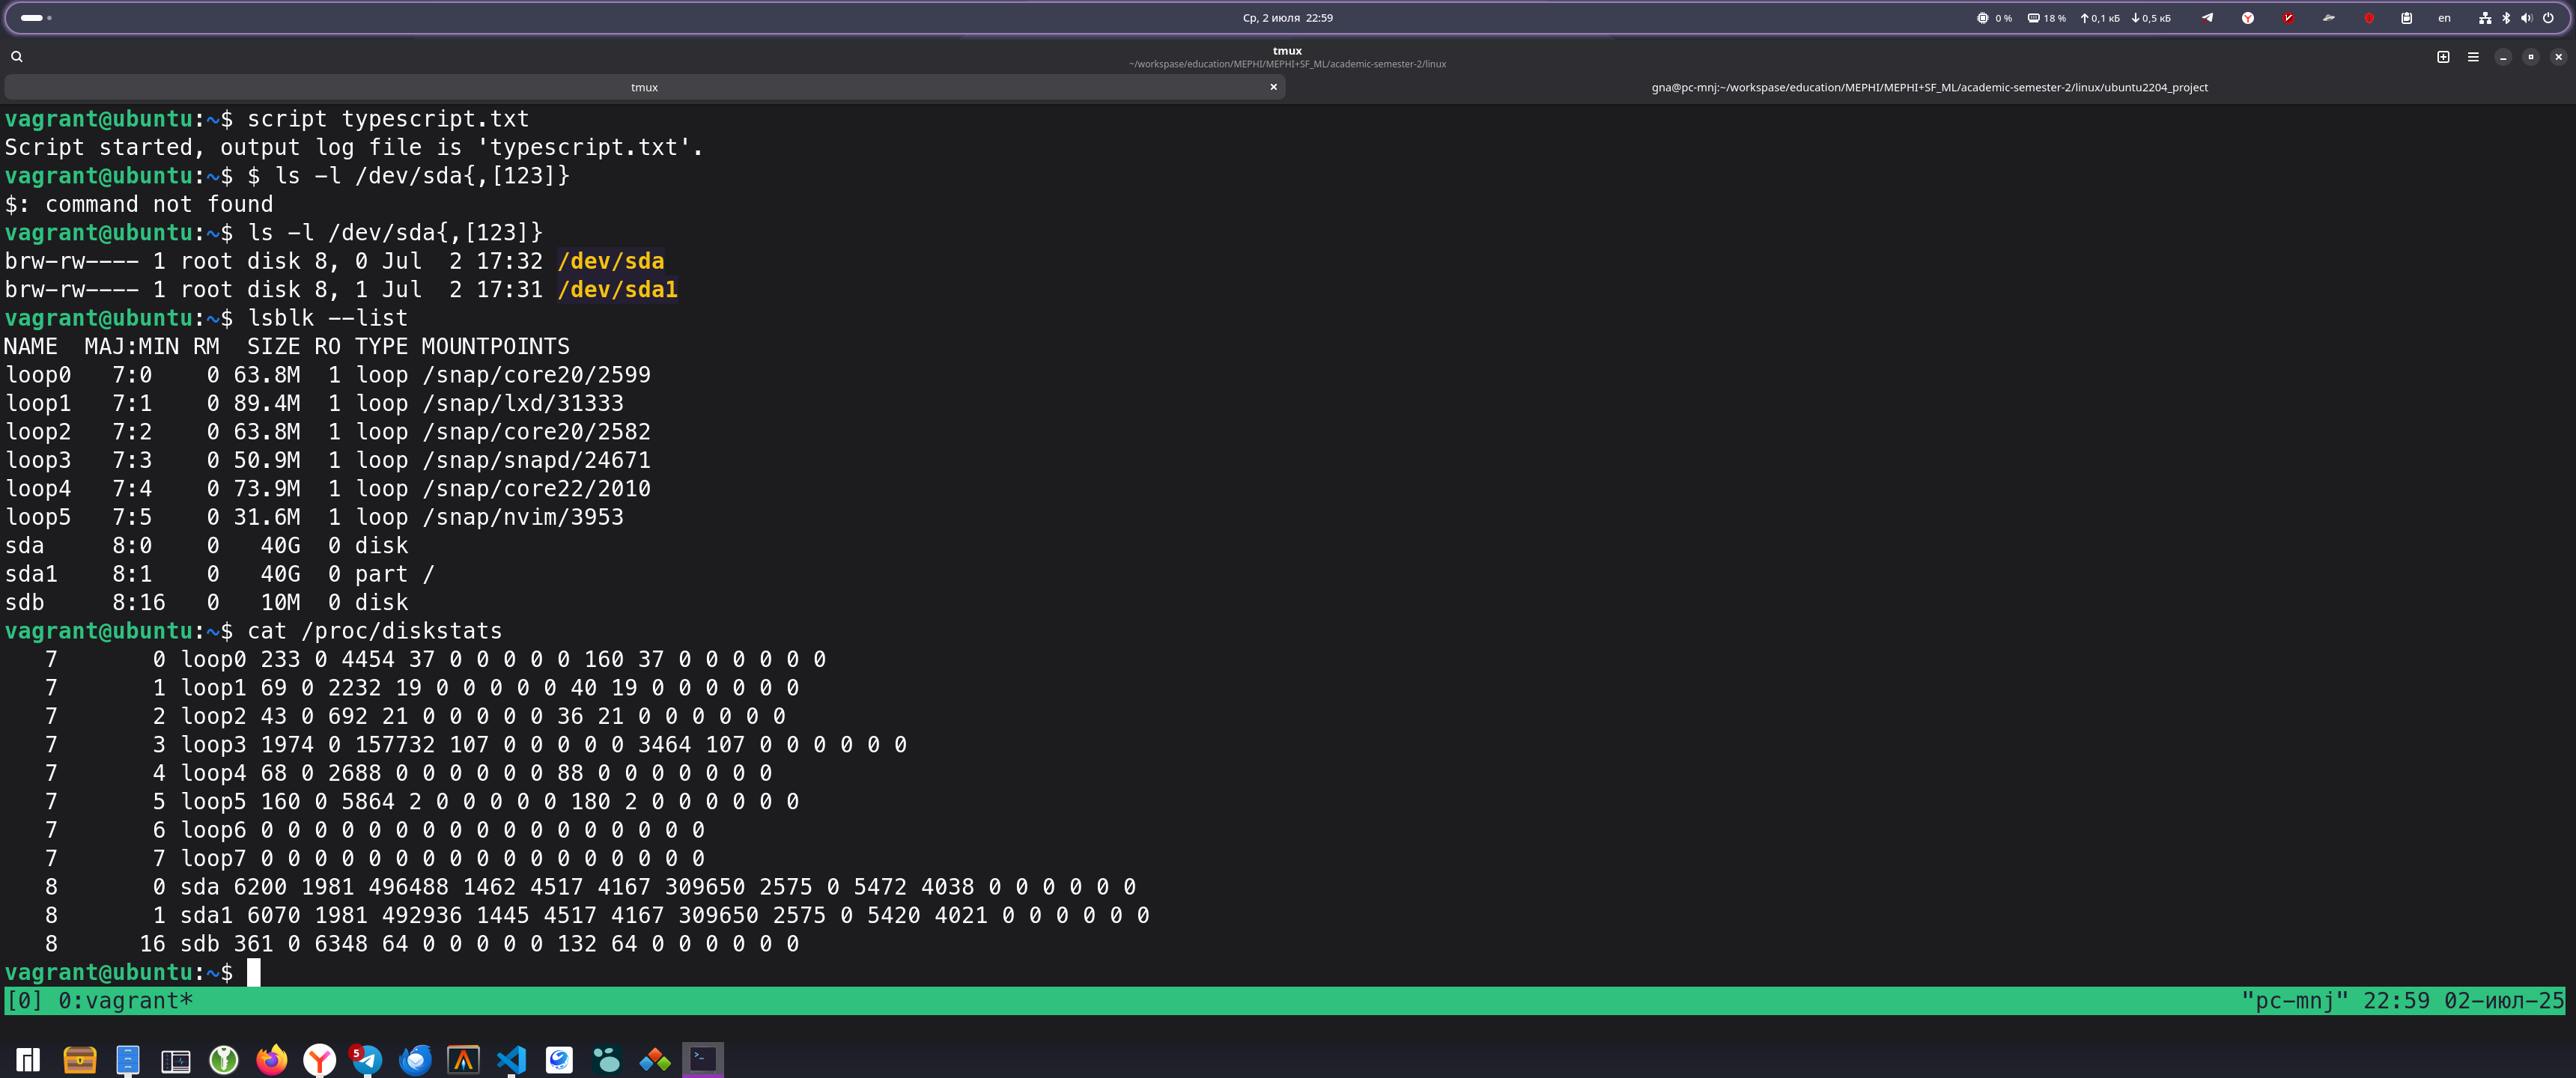 Ср, 2 июля 22:59
0 % 18 % 0,1 кБ 0,5 кБ en
tmux
~/workspase/education/MEPHI/MEPHI+SF_ML/academic-semester-2/linux
tmux
gna@pc-mnj:~/workspase/education/MEPHI/MEPHI+SF_ML/academic-semester-2/linux/ubuntu2204_project
vagrant@ubuntu:~$ script typescript.txt
Script started, output log file is 'typescript.txt'.
vagrant@ubuntu:~$ $ ls -l /dev/sda{,[123]}
$: command not found
vagrant@ubuntu:~$ ls -l /dev/sda{,[123]}
brw-rw---- 1 root disk 8, 0 Jul  2 17:32 /dev/sda
brw-rw---- 1 root disk 8, 1 Jul  2 17:31 /dev/sda1
vagrant@ubuntu:~$ lsblk --list
NAME  MAJ:MIN RM  SIZE RO TYPE MOUNTPOINTS
loop0   7:0    0 63.8M  1 loop /snap/core20/2599
loop1   7:1    0 89.4M  1 loop /snap/lxd/31333
loop2   7:2    0 63.8M  1 loop /snap/core20/2582
loop3   7:3    0 50.9M  1 loop /snap/snapd/24671
loop4   7:4    0 73.9M  1 loop /snap/core22/2010
loop5   7:5    0 31.6M  1 loop /snap/nvim/3953
sda     8:0    0   40G  0 disk
sda1    8:1    0   40G  0 part /
sdb     8:16   0   10M  0 disk
vagrant@ubuntu:~$ cat /proc/diskstats
   7       0 loop0 233 0 4454 37 0 0 0 0 0 160 37 0 0 0 0 0 0
   7       1 loop1 69 0 2232 19 0 0 0 0 0 40 19 0 0 0 0 0 0
   7       2 loop2 43 0 692 21 0 0 0 0 0 36 21 0 0 0 0 0 0
   7       3 loop3 1974 0 157732 107 0 0 0 0 0 3464 107 0 0 0 0 0 0
   7       4 loop4 68 0 2688 0 0 0 0 0 0 88 0 0 0 0 0 0 0
   7       5 loop5 160 0 5864 2 0 0 0 0 0 180 2 0 0 0 0 0 0
   7       6 loop6 0 0 0 0 0 0 0 0 0 0 0 0 0 0 0 0 0
   7       7 loop7 0 0 0 0 0 0 0 0 0 0 0 0 0 0 0 0 0
   8       0 sda 6200 1981 496488 1462 4517 4167 309650 2575 0 5472 4038 0 0 0 0 0 0
   8       1 sda1 6070 1981 492936 1445 4517 4167 309650 2575 0 5420 4021 0 0 0 0 0 0
   8      16 sdb 361 0 6348 64 0 0 0 0 0 132 64 0 0 0 0 0 0
vagrant@ubuntu:~$
[0] 0:vagrant* "pc-mnj" 22:59 02-июл-25
5